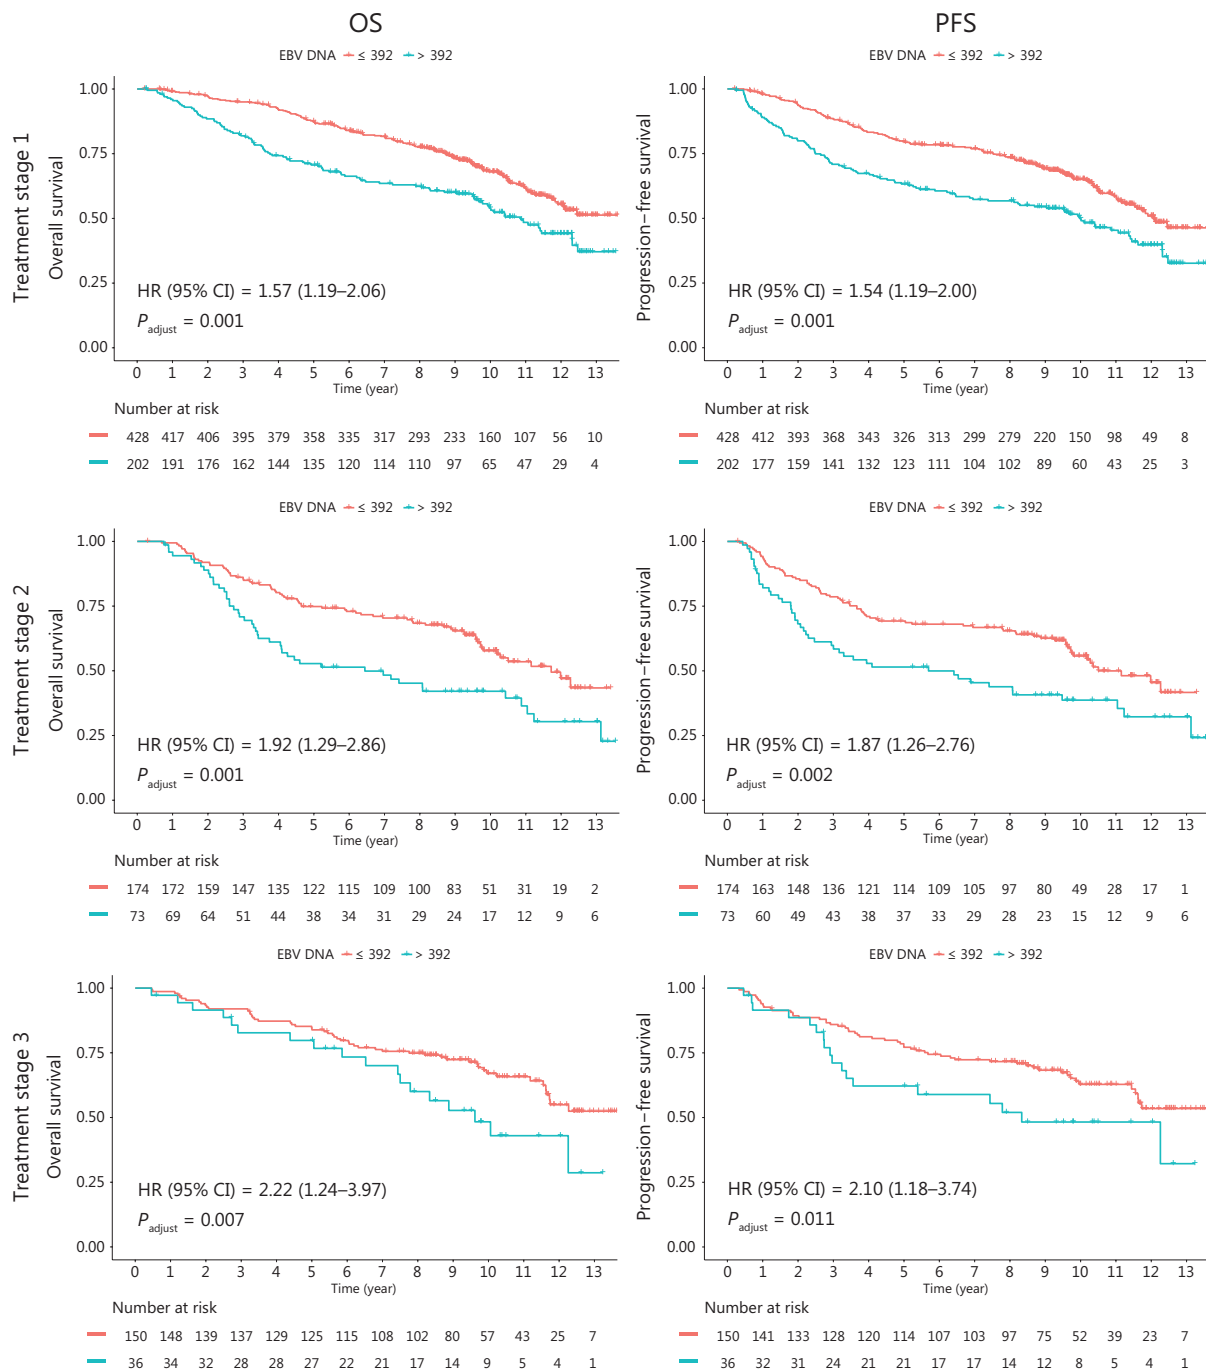 OS
PFS
EBV DNA ≤ 392 > 392
EBV DNA ≤ 392 > 392
Treatment stage 1
Overall survival
1.00
0.75
0.50
0.25
0.00
HR (95% CI) = 1.57 (1.19–2.06)
Padjust = 0.001
0 1 2 3 4 5 6 7 8 9 10 11 12 13
Time (year)
Number at risk
428 417 406 395 379 358 335 317 293 233 160 107 56 10
202 191 176 162 144 135 120 114 110 97 65 47 29 4
Progression–free survival
1.00
0.75
0.50
0.25
0.00
HR (95% CI) = 1.54 (1.19–2.00)
Padjust = 0.001
0 1 2 3 4 5 6 7 8 9 10 11 12 13
Time (year)
Number at risk
428 412 393 368 343 326 313 299 279 220 150 98 49 8
202 177 159 141 132 123 111 104 102 89 60 43 25 3
EBV DNA ≤ 392 > 392
EBV DNA ≤ 392 > 392
Treatment stage 2
Overall survival
1.00
0.75
0.50
0.25
0.00
HR (95% CI) = 1.92 (1.29–2.86)
Padjust = 0.001
0 1 2 3 4 5 6 7 8 9 10 11 12 13
Time (year)
Number at risk
174 172 159 147 135 122 115 109 100 83 51 31 19 2
73 69 64 51 44 38 34 31 29 24 17 12 9 6
Progression–free survival
1.00
0.75
0.50
0.25
0.00
HR (95% CI) = 1.87 (1.26–2.76)
Padjust = 0.002
0 1 2 3 4 5 6 7 8 9 10 11 12 13
Time (year)
Number at risk
174 163 148 136 121 114 109 105 97 80 49 28 17 1
73 60 49 43 38 37 33 29 28 23 15 12 9 6
EBV DNA ≤ 392 > 392
EBV DNA ≤ 392 > 392
Treatment stage 3
Overall survival
1.00
0.75
0.50
0.25
0.00
HR (95% CI) = 2.22 (1.24–3.97)
Padjust = 0.007
0 1 2 3 4 5 6 7 8 9 10 11 12 13
Time (year)
Number at risk
150 148 139 137 129 125 115 108 102 80 57 43 25 7
36 34 32 28 28 27 22 21 17 14 9 5 4 1
Progression–free survival
1.00
0.75
0.50
0.25
0.00
HR (95% CI) = 2.10 (1.18–3.74)
Padjust = 0.011
0 1 2 3 4 5 6 7 8 9 10 11 12 13
Time (year)
Number at risk
150 141 133 128 120 114 107 103 97 75 52 39 23 7
36 32 31 24 21 21 17 17 14 12 8 5 4 1